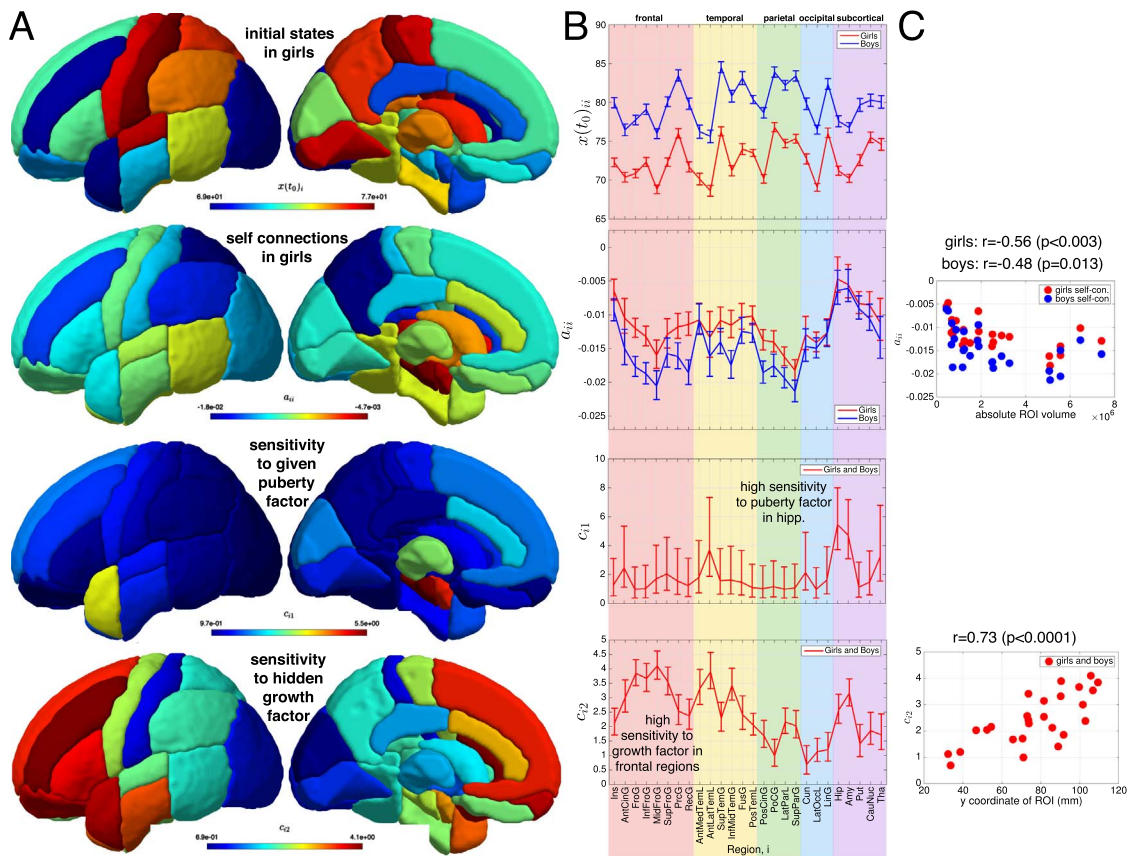 A
initial states
in girls
x(t₀)ᵢ
6.9e+01
7.7e+01
self connections
in girls
aᵢᵢ
-1.8e-02
-4.7e-03
sensitivity
to given
puberty
factor
cᵢ₁
9.7e-01
5.5e+00
sensitivity
to hidden
growth
factor
cᵢ₂
6.9e-01
4.1e+00
B
frontal temporal parietal occipital subcortical
90
85
80
75
70
65
x(t₀)ᵢᵢ
Girls
Boys
0
-0.005
-0.01
-0.015
-0.02
-0.025
aᵢᵢ
Girls
Boys
10
8
6
4
2
0
cᵢ₁
Girls and Boys
high sensitivity
to puberty factor
in hipp.
5
4.5
4
3.5
3
2.5
2
1.5
1
0.5
0
cᵢ₂
Girls and Boys
high
sensitivity to
growth factor in
frontal regions
Ins
AntCinG
FroG
InfFroG
MidFroG
SupFroG
PrcG
RecG
AntMedTemL
AntLatTemL
SupTemG
InfMidTemG
FusG
PosTemL
PosCinG
PoCG
LatParL
SupParG
Cun
LatOccL
LinG
Hip
Amy
Put
CauNuc
Tha
Region, i
C
girls: r=-0.56 (p<0.003)
boys: r=-0.48 (p=0.013)
0
-0.005
-0.01
-0.015
-0.02
-0.025
aᵢᵢ
girls self-con.
boys self-con
0 2 4 6 8
absolute ROI volume ×10⁶
r=0.73 (p<0.0001)
5
4
3
2
1
0
cᵢ₂
girls and boys
20 40 60 80 100 120
y coordinate of ROI (mm)